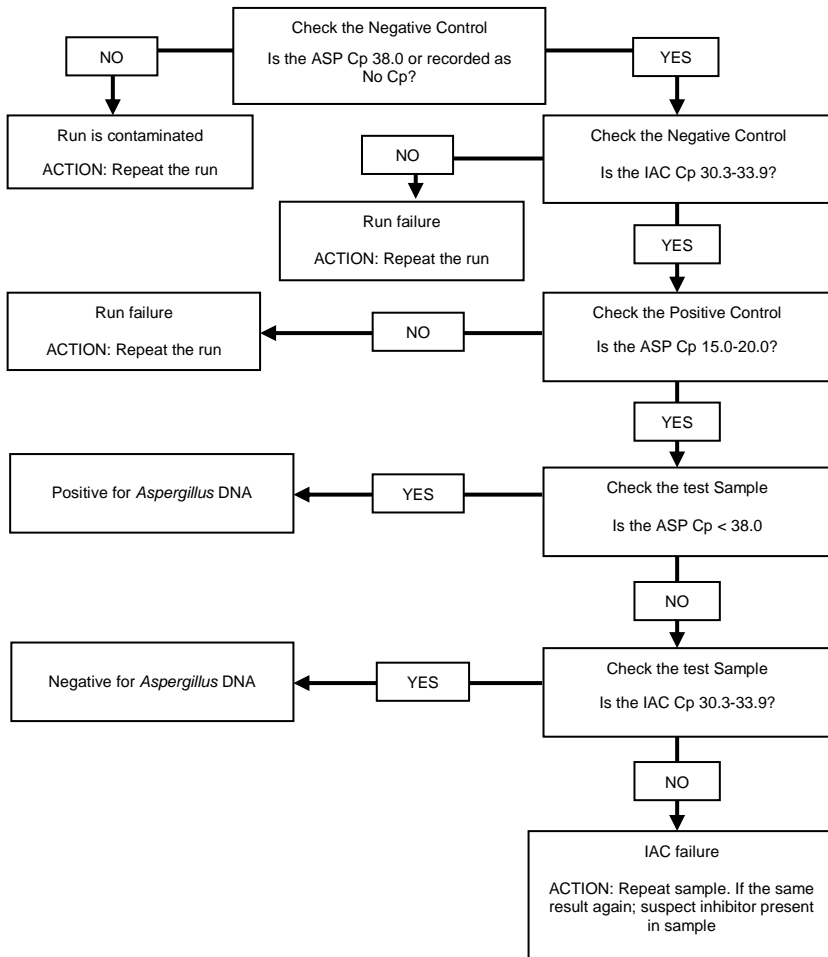 Check the Negative Control
Is the ASP Cp 38.0 or recorded as
No Cp?
NO
YES
Run is contaminated
ACTION: Repeat the run
Check the Negative Control
Is the IAC Cp 30.3-33.9?
NO
Run failure
ACTION: Repeat the run
YES
Check the Positive Control
Is the ASP Cp 15.0-20.0?
NO
Run failure
ACTION: Repeat the run
YES
Check the test Sample
Is the ASP Cp < 38.0
YES
Positive for Aspergillus DNA
NO
Check the test Sample
Is the IAC Cp 30.3-33.9?
YES
Negative for Aspergillus DNA
NO
IAC failure
ACTION: Repeat sample. If the same
result again; suspect inhibitor present
in sample